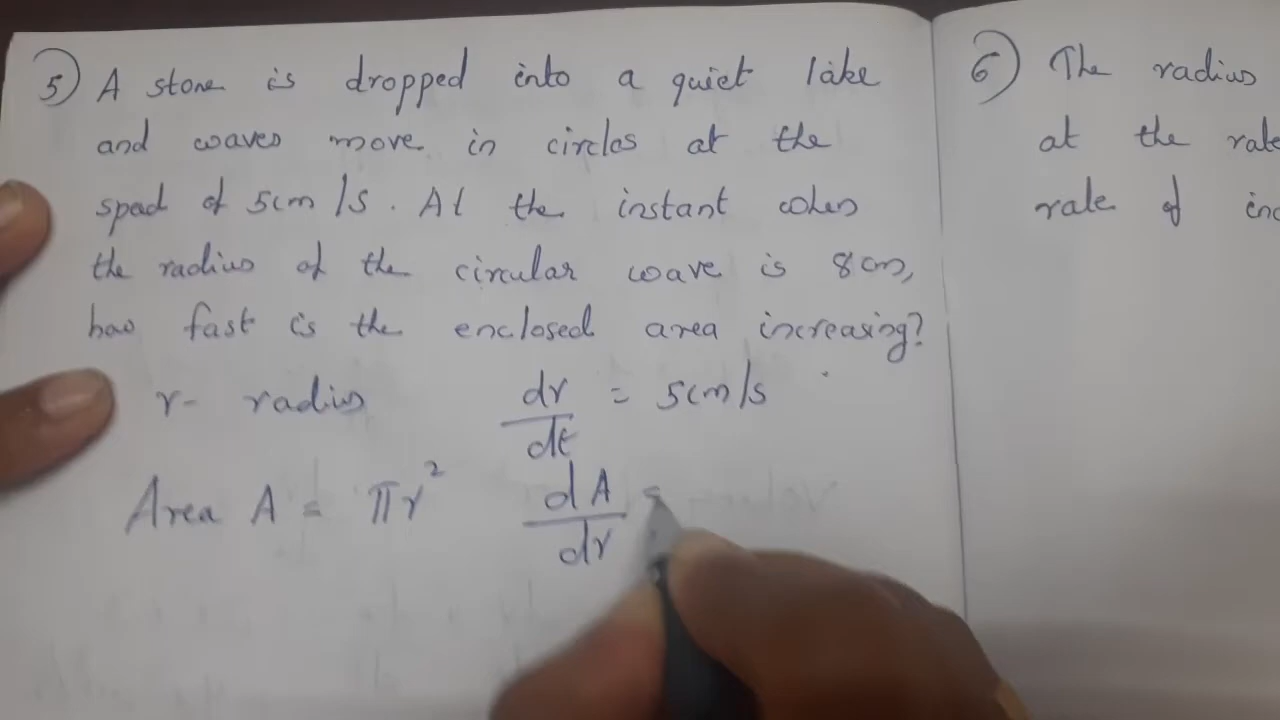 5) A stone is dropped into a quiet lake
and waves move in circles at the
speed of 5cm/s. At the instant when
the radius of the circular wave is 8cm,
how fast is the enclosed area increasing?
r- radius dr/dt = 5cm/s
Area A = πr² dA/dr =
6) The radius
at the rate
rate of inc